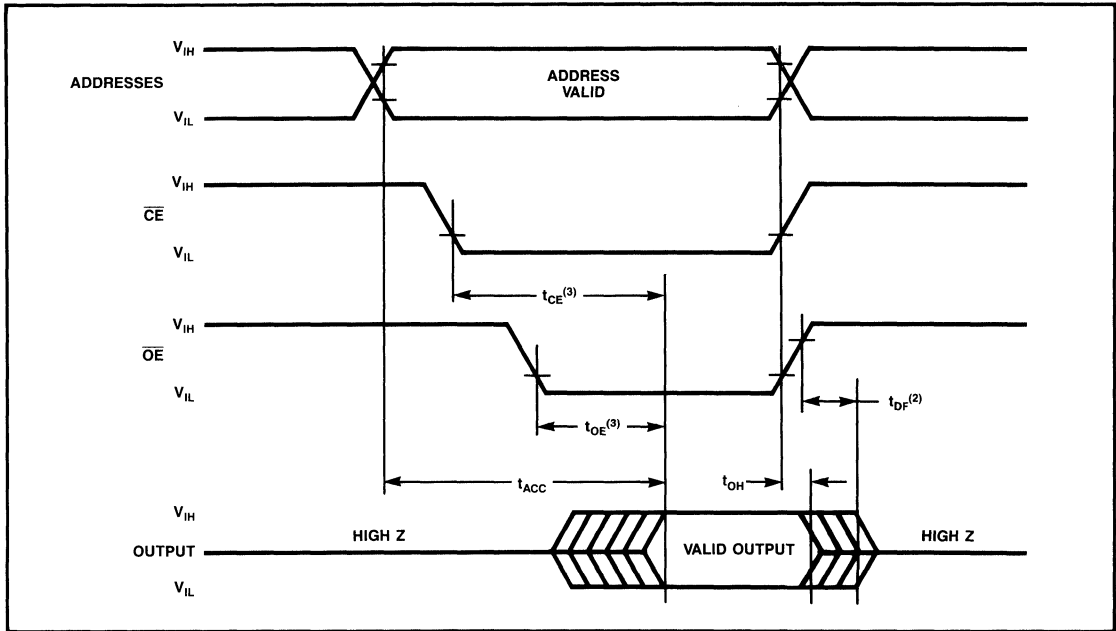 V_IH
ADDRESSES
ADDRESS
VALID
V_IL
V_IH
CE
V_IL
t_CE(3)
V_IH
OE
V_IL
t_DF(2)
t_OE(3)
t_ACC
t_OH
V_IH
HIGH Z
OUTPUT
VALID OUTPUT
HIGH Z
V_IL